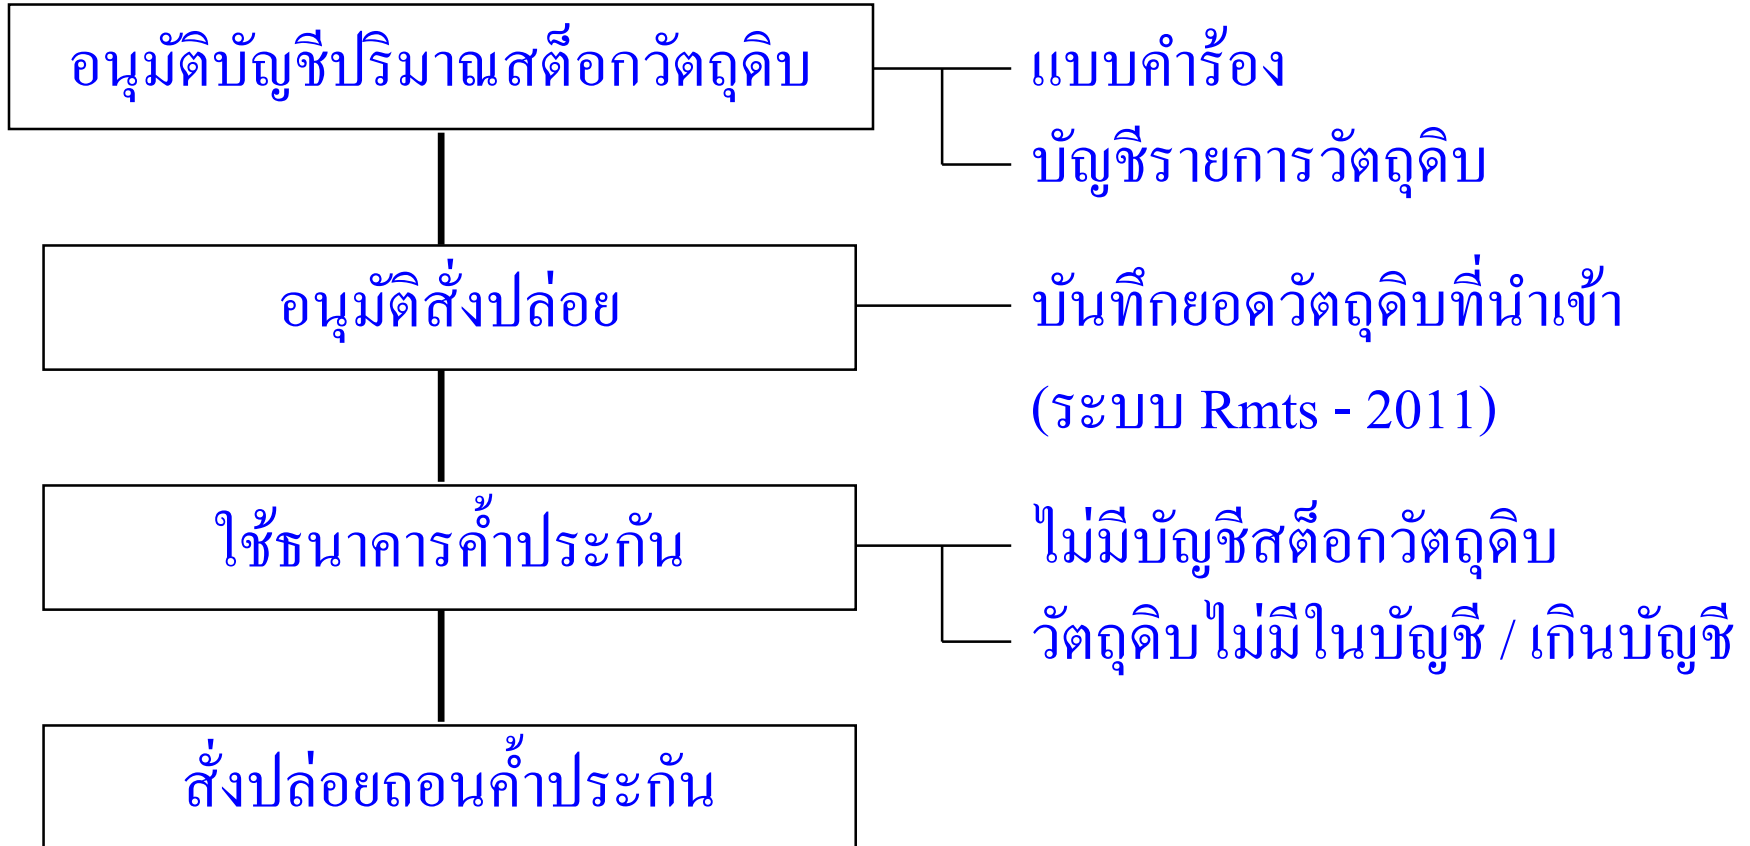 อนุมัติบัญชีปริมาณสต็อกวัตถุดิบ
แบบคำร้อง
บัญชีรายการวัตถุดิบ
อนุมัติสั่งปล่อย
บันทึกยอดวัตถุดิบที่นำเข้า
(ระบบ Rmts - 2011)
ใช้ธนาคารค้ำประกัน
ไม่มีบัญชีสต็อกวัตถุดิบ
วัตถุดิบไม่มีในบัญชี / เกินบัญชี
สั่งปล่อยถอนค้ำประกัน